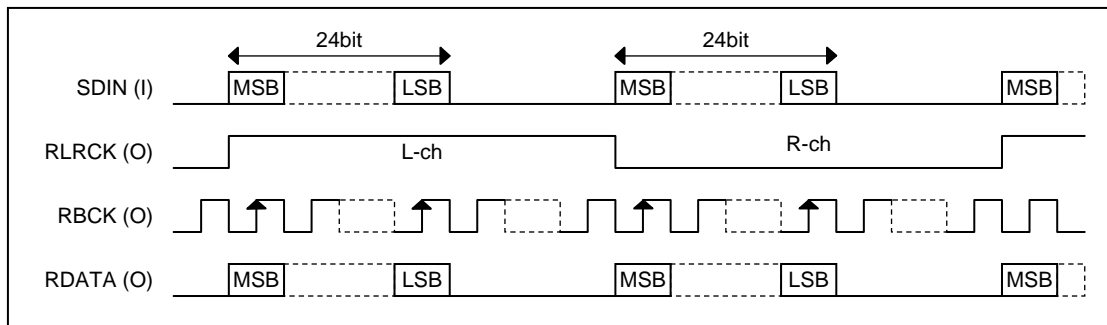 24bit 24bit
SDIN (I) MSB LSB MSB LSB MSB
RLRCK (O) L-ch R-ch
RBCK (O)
RDATA (O) MSB LSB MSB LSB MSB